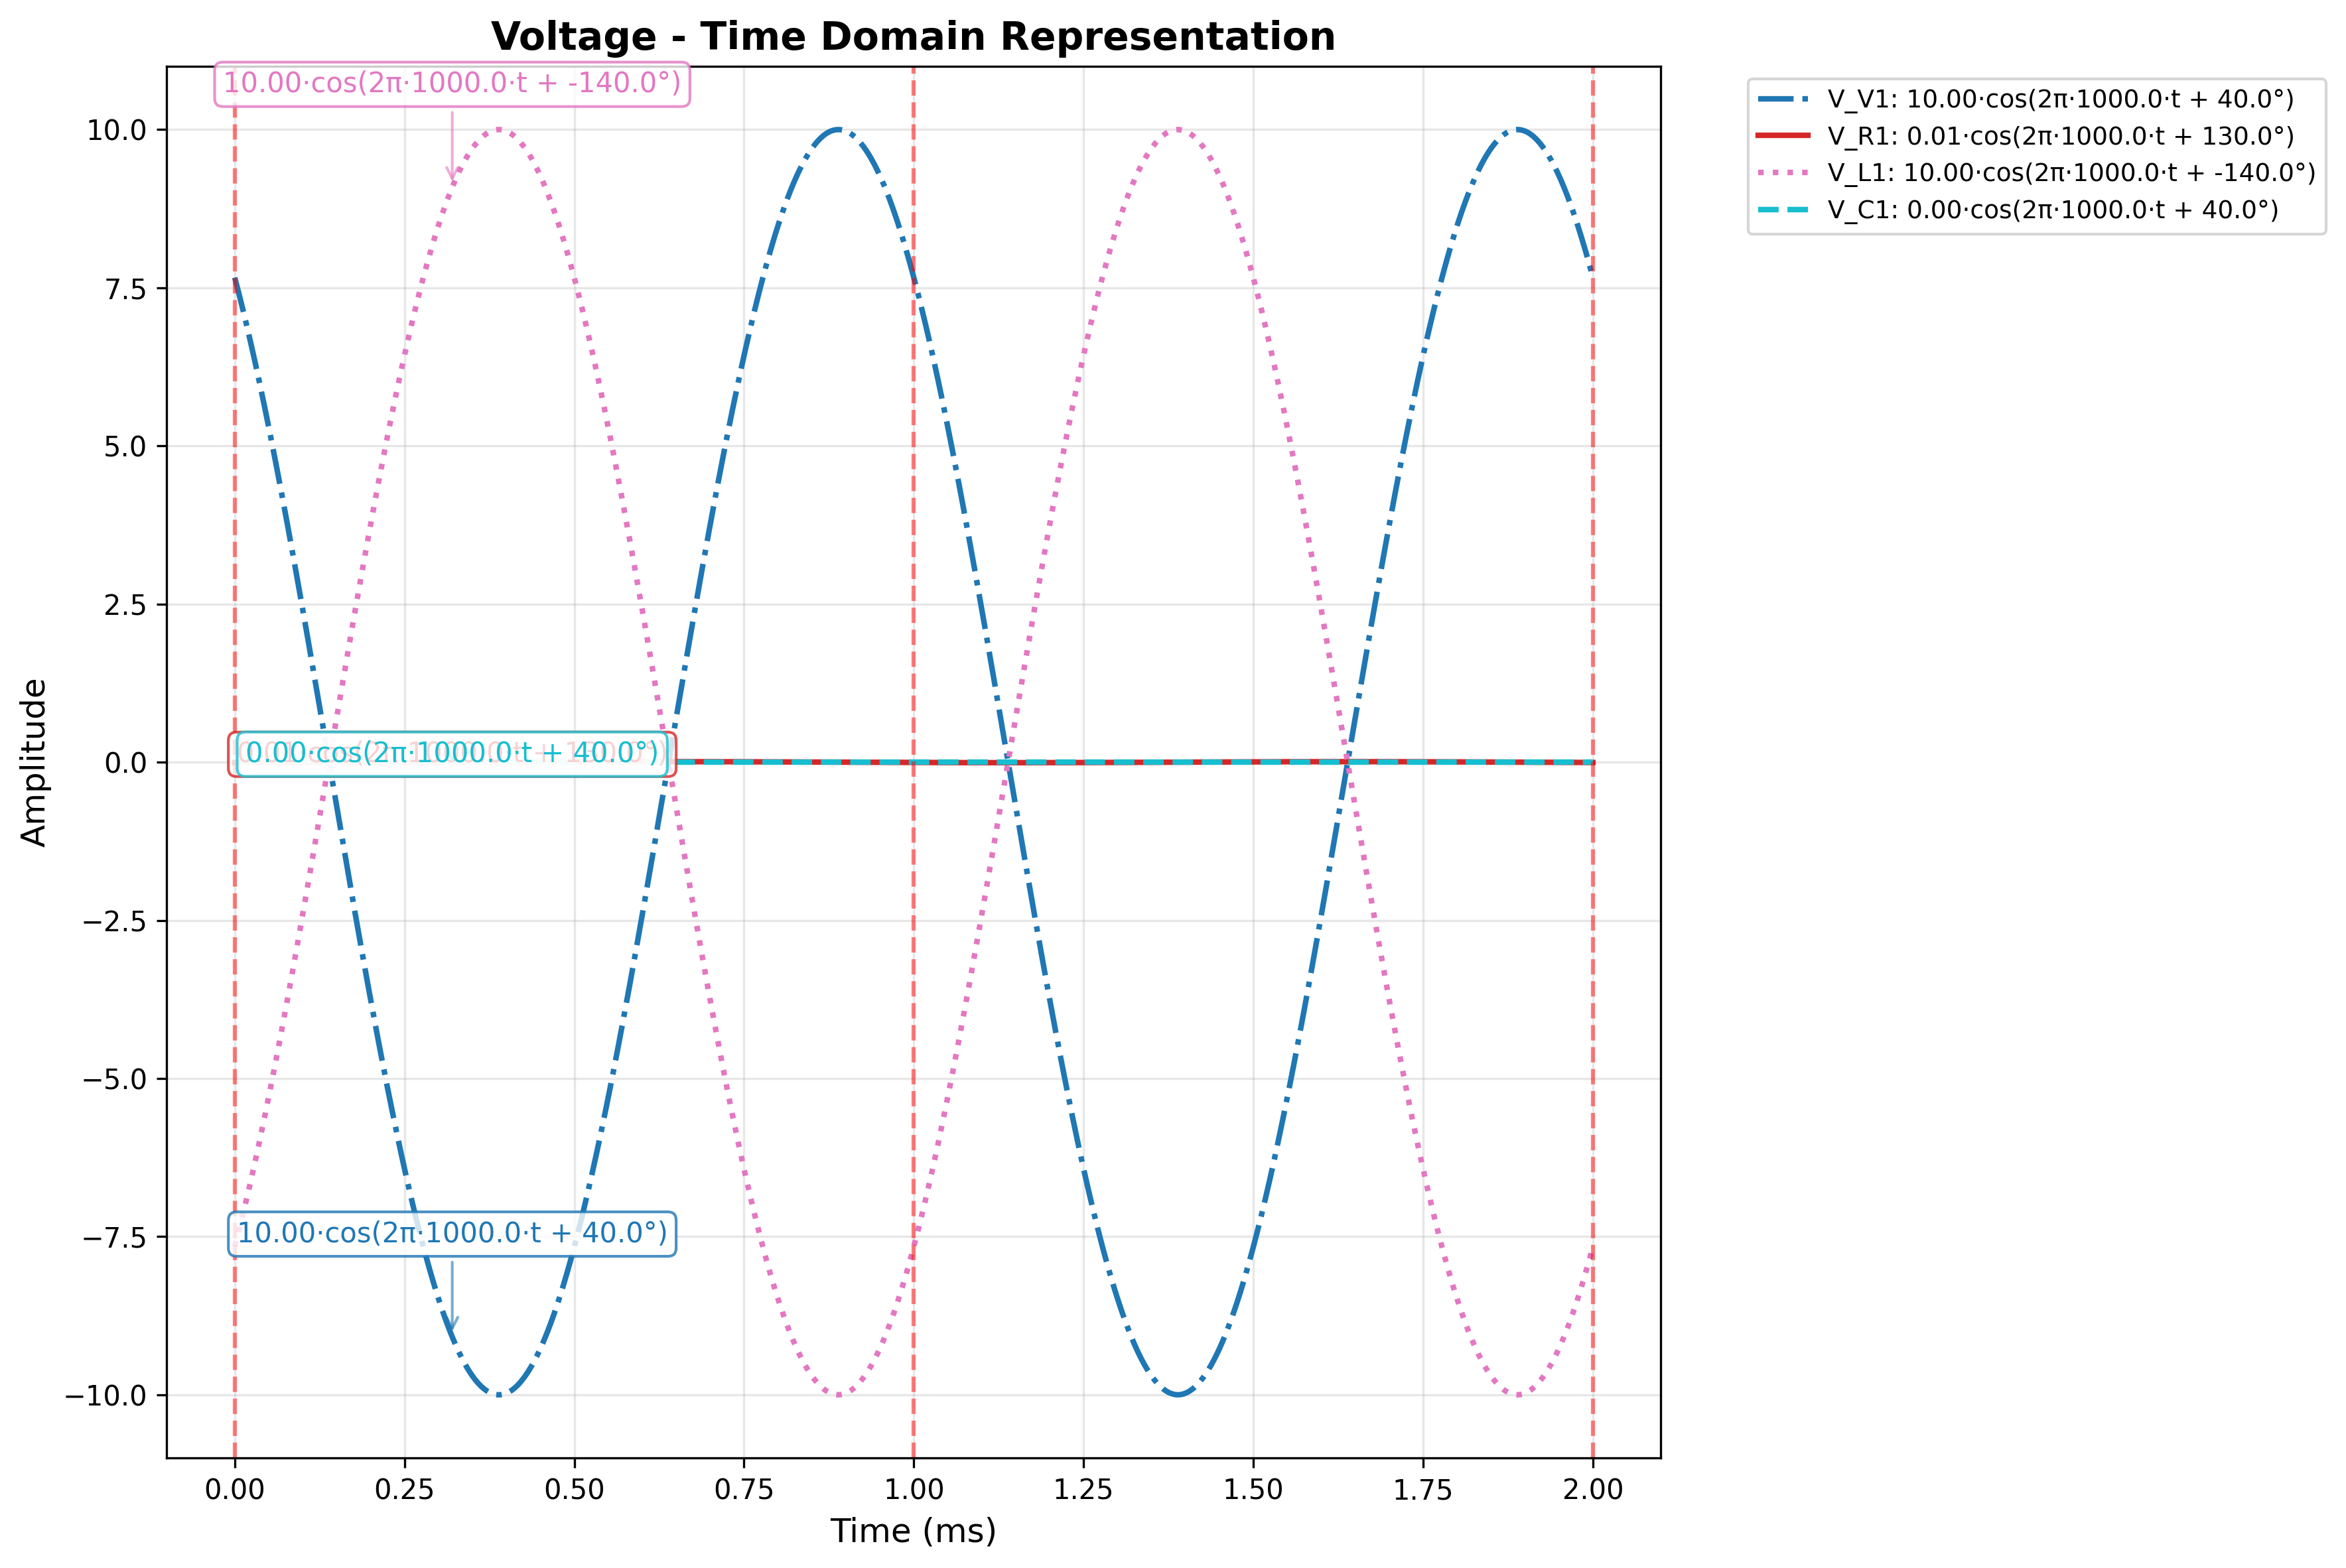 Voltage - Time Domain Representation
10.00·cos(2π·1000.0·t + -140.0°)
V_V1: 10.00·cos(2π·1000.0·t + 40.0°)
V_R1: 0.01·cos(2π·1000.0·t + 130.0°)
V_L1: 10.00·cos(2π·1000.0·t + -140.0°)
V_C1: 0.00·cos(2π·1000.0·t + 40.0°)
10.0
7.5
5.0
2.5
0.0
−2.5
−5.0
−7.5
−10.0
Amplitude
0.00·cos(2π·1000.0·t + 40.0°)
10.00·cos(2π·1000.0·t + 40.0°)
0.00
0.25
0.50
0.75
1.00
1.25
1.50
1.75
2.00
Time (ms)